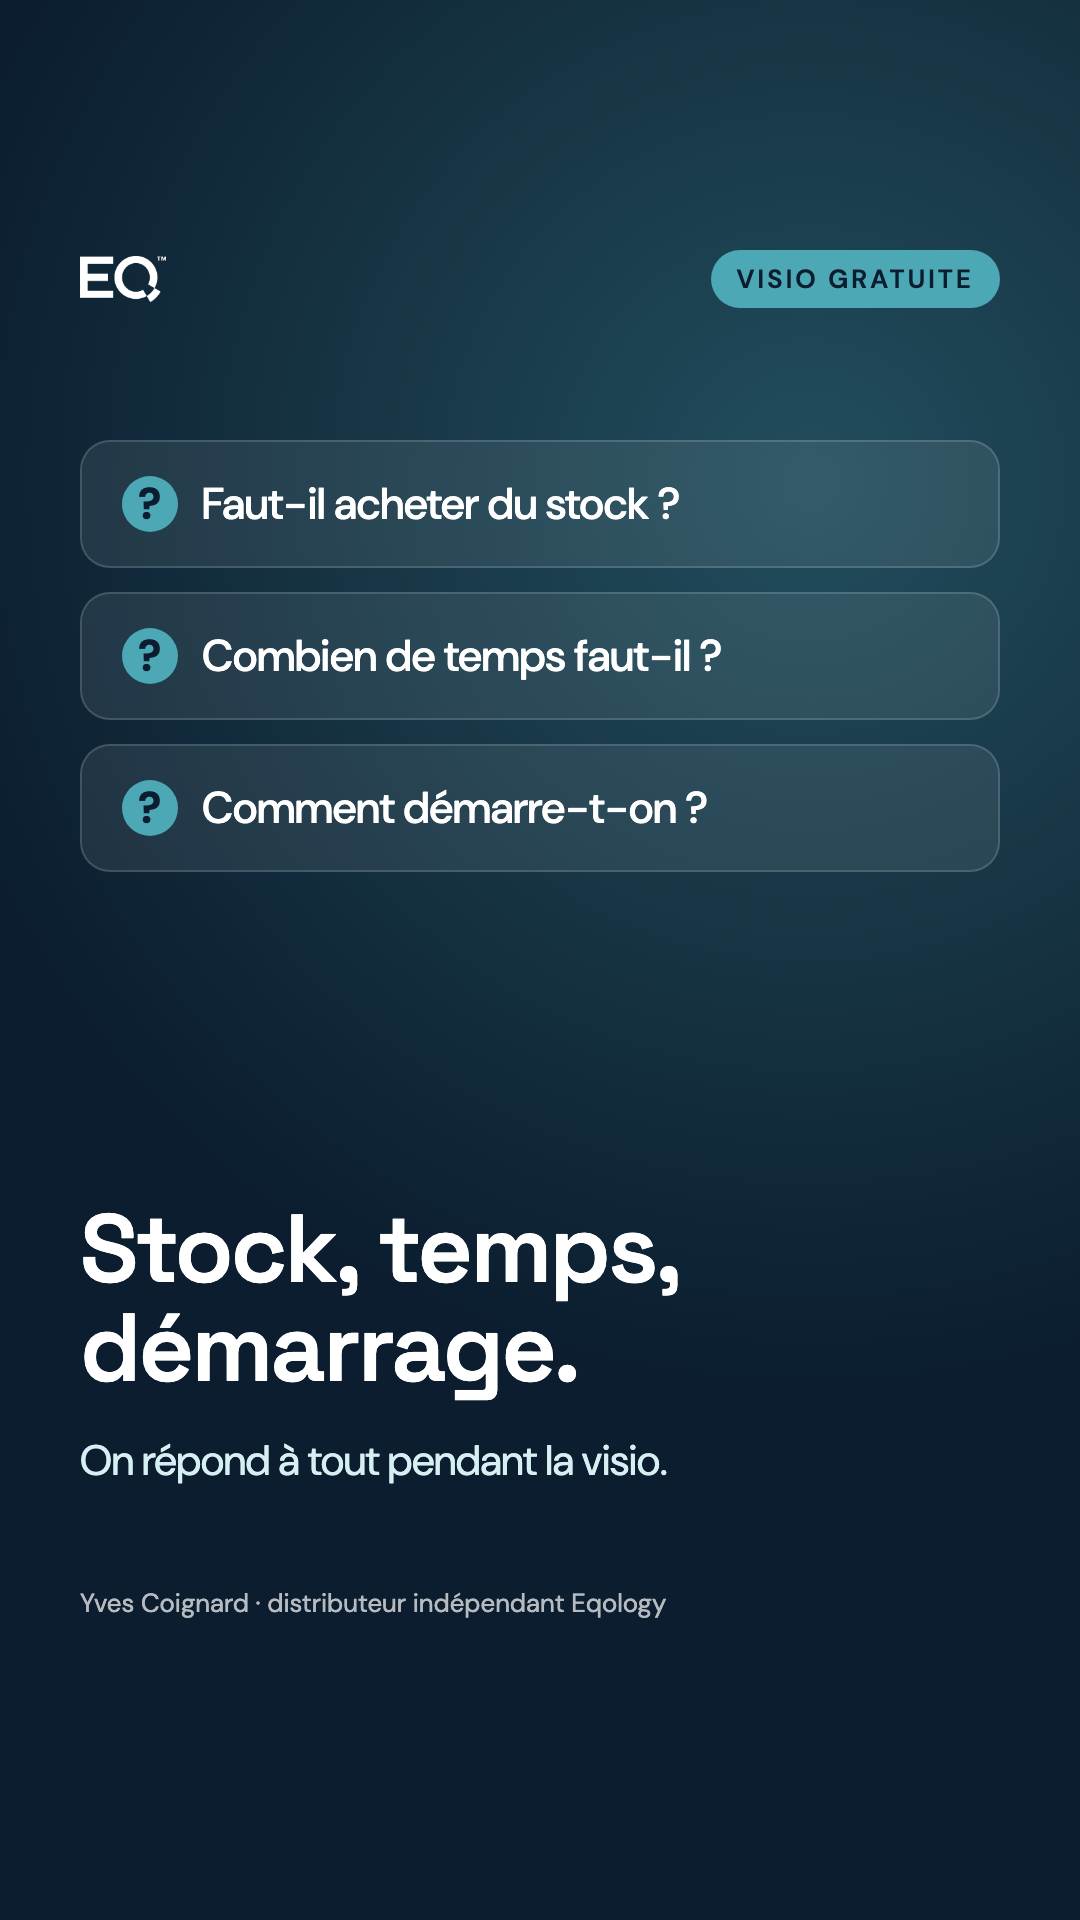 EQ™
VISIO GRATUITE
? Faut-il acheter du stock ?
? Combien de temps faut-il ?
? Comment démarre-t-on ?
Stock, temps,
démarrage.
On répond à tout pendant la visio.
Yves Coignard · distributeur indépendant Eqology